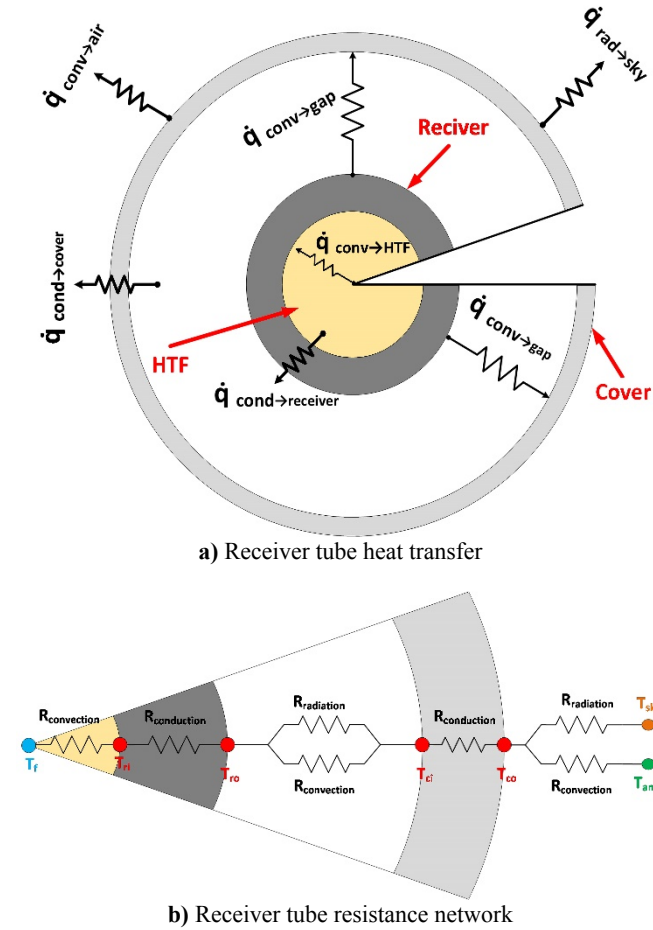 q̇ conv→air
q̇ rad→sky
q̇ conv→gap
Reciver
q̇ conv→HTF
q̇ cond→cover
HTF
q̇ cond→receiver
q̇ conv→gap
Cover
a) Receiver tube heat transfer
Rconvection
Rconduction
Rradiation
Rconvection
Rconduction
Rradiation
Rconvection
Tf
Tri
Tro
Tci
Tco
b) Receiver tube resistance network